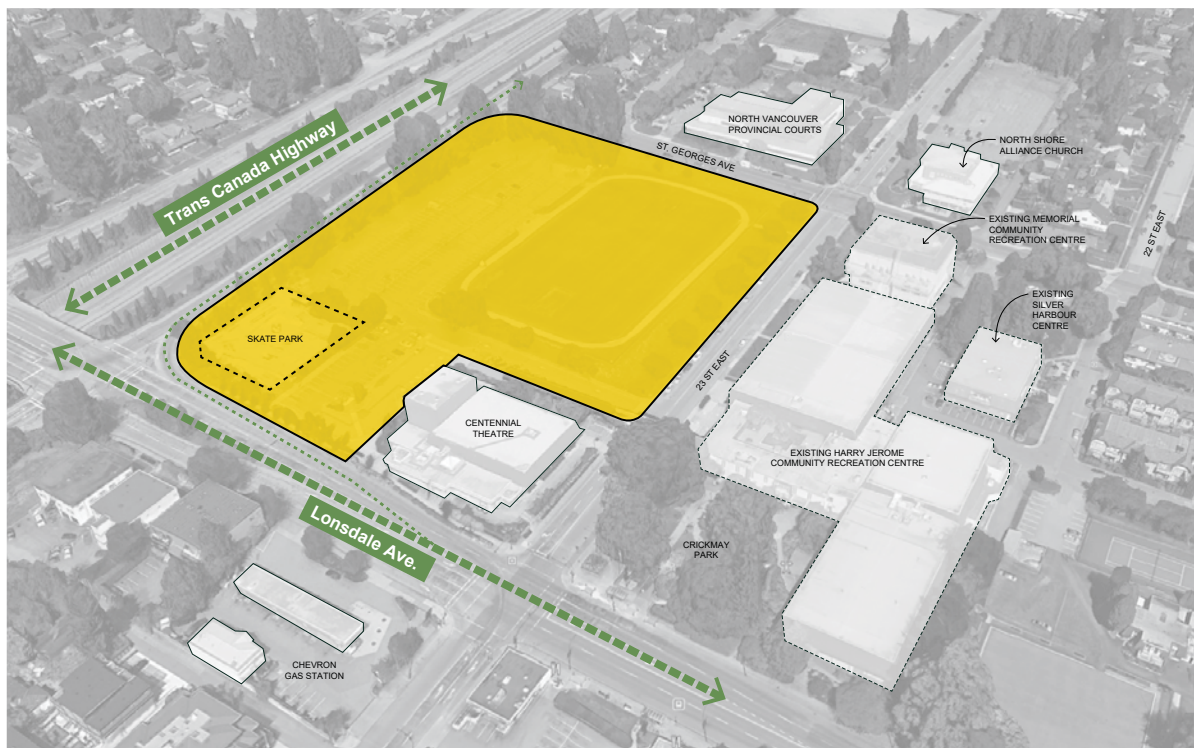 Trans Canada Highway
NORTH VANCOUVER
PROVINCIAL COURTS
ST. GEORGES AVE
NORTH SHORE
ALLIANCE CHURCH
EXISTING MEMORIAL
COMMUNITY
RECREATION CENTRE
22 ST EAST
EXISTING
SILVER
HARBOUR
CENTRE
SKATE PARK
23 ST EAST
CENTENNIAL
THEATRE
EXISTING HARRY JEROME
COMMUNITY RECREATION CENTRE
Lonsdale Ave.
CRICKMAY
PARK
CHEVRON
GAS STATION